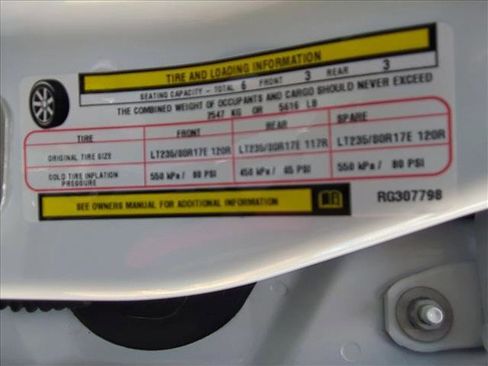 TIRE AND LOADING INFORMATION
SEATING CAPACITY - TOTAL 6 FRONT 3 REAR 3
THE COMBINED WEIGHT OF OCCUPANTS AND CARGO SHOULD NEVER EXCEED
2547 KG OR 5616 LB
TIRE FRONT REAR SPARE
ORIGINAL TIRE SIZE LT235/80R17E 120R LT235/80R17E 117R LT235/80R17E 120R
COLD TIRE INFLATION PRESSURE 550 kPa / 80 PSI 450 kPa / 65 PSI 550 kPa / 80 PSI
SEE OWNERS MANUAL FOR ADDITIONAL INFORMATION
RG307798